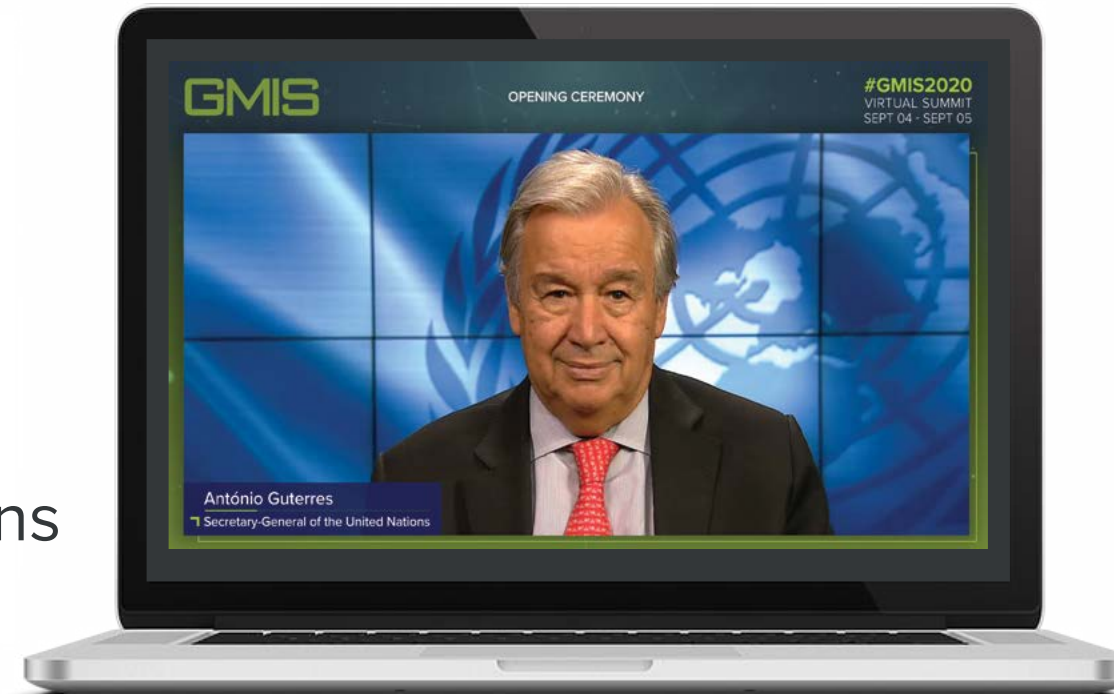 GMIS
OPENING CEREMONY
#GMIS2020
VIRTUAL SUMMIT
SEPT 04 - SEPT 05
António Guterres
Secretary-General of the United Nations
ns